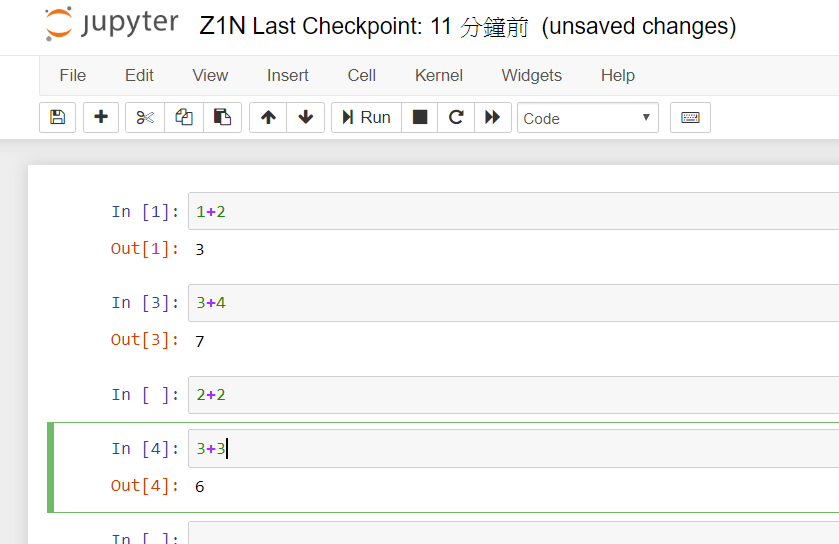 jupyter Z1N Last Checkpoint: 11 分鐘前 (unsaved changes)
File Edit View Insert Cell Kernel Widgets Help
Run Code
In [1]: 1+2
Out[1]: 3
In [3]: 3+4
Out[3]: 7
In [ ]: 2+2
In [4]: 3+3
Out[4]: 6
In [ ]: